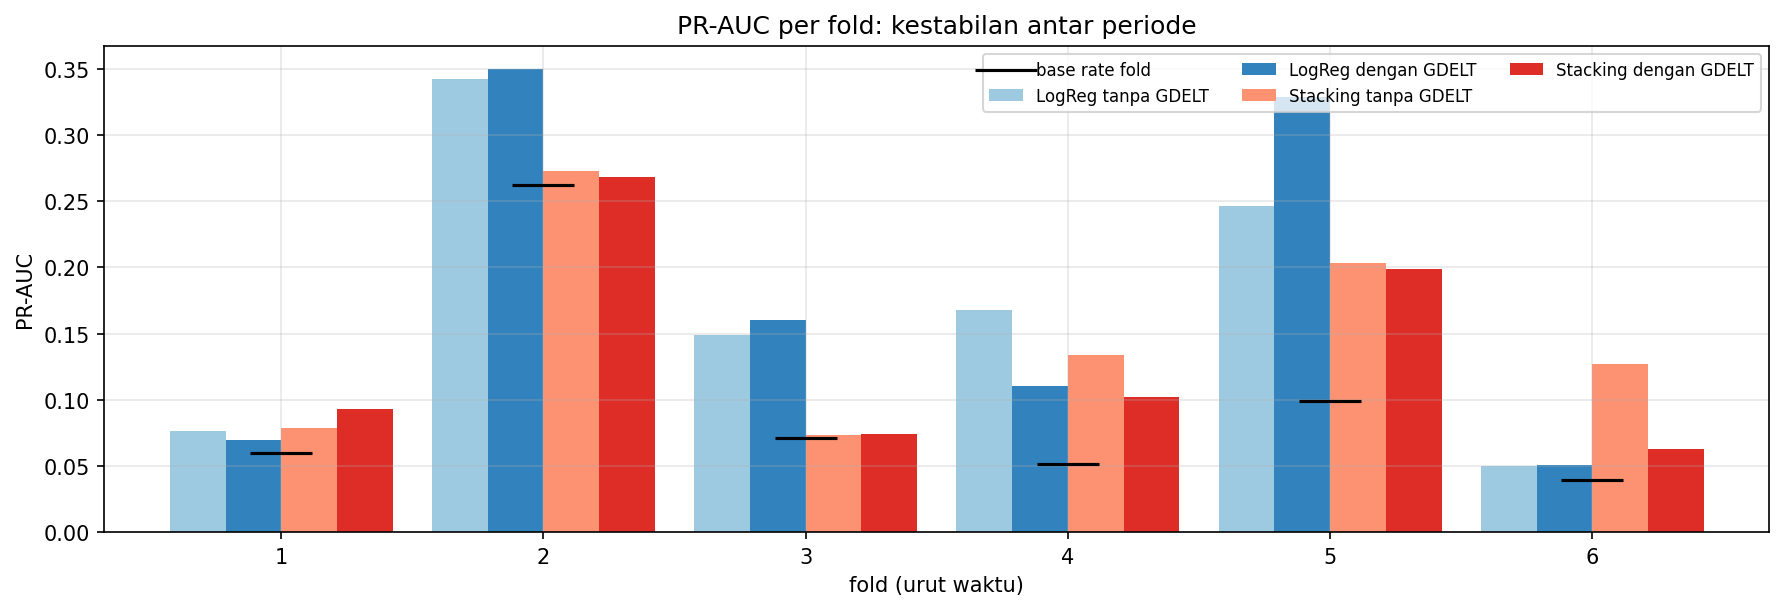 PR-AUC per fold: kestabilan antar periode
base rate fold
LogReg tanpa GDELT
LogReg dengan GDELT
Stacking tanpa GDELT
Stacking dengan GDELT
PR-AUC
0.35
0.30
0.25
0.20
0.15
0.10
0.05
0.00
1 2 3 4 5 6
fold (urut waktu)